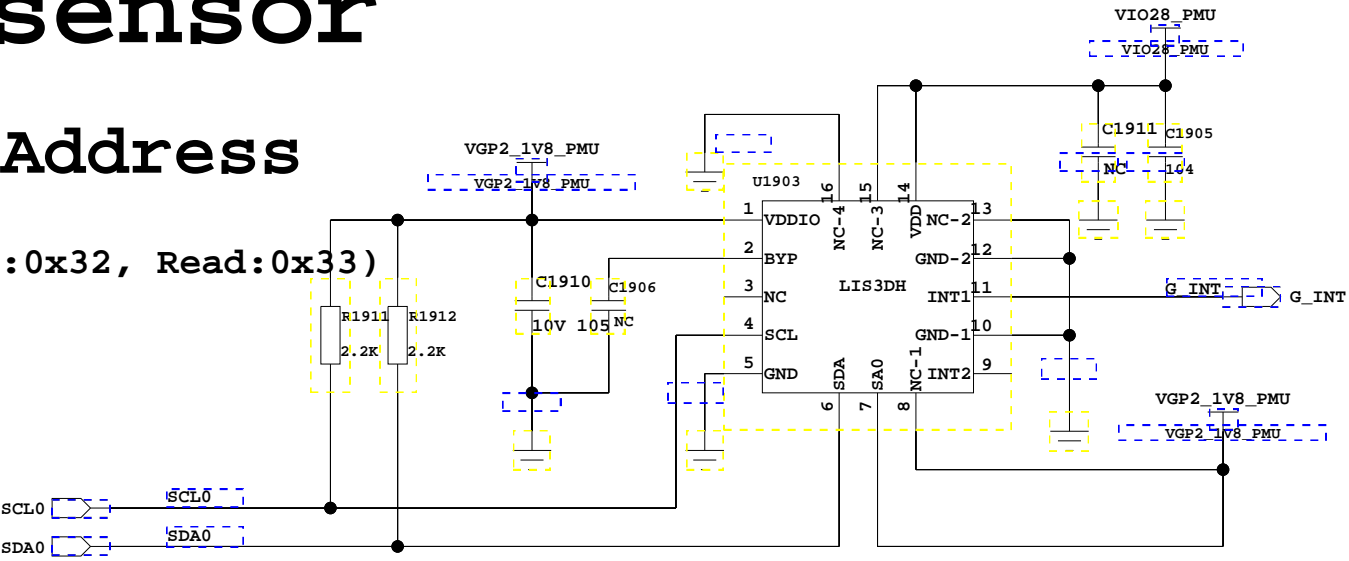 sensor
VIO28_PMU
VIO28_PMU
Address
C1911
C1905
NC
104
VGP2_1V8_PMU
VGP2_1V8_PMU
U1903
16
15
14
1
VDDIO
NC-4
NC-3
VDD
NC-2
13
:0x32, Read:0x33)
2
BYP
GND-2
12
C1910
C1906
3
NC
LIS3DH
INT1
11
G_INT
G_INT
R1911
R1912
10V 105
NC
4
SCL
GND-1
10
2.2K
2.2K
5
GND
SDA
SA0
NC-1
INT2
9
6
7
8
VGP2_1V8_PMU
VGP2_1V8_PMU
SCL0
SCL0
SDA0
SDA0